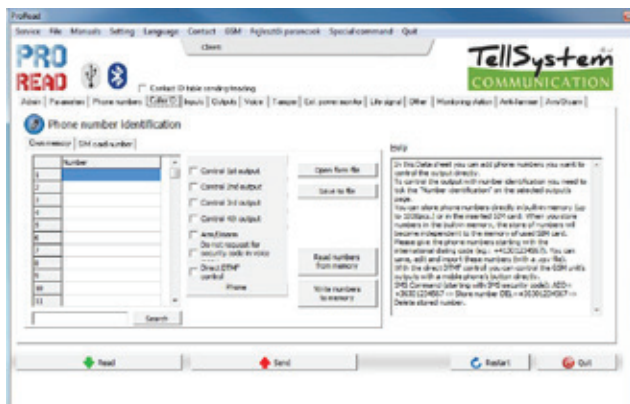 ProRead
Service File Manuals Setting Language Contact GSM Fejlesztői parancsok Special command Quit
Client
PRO
READ
TellSystem
COMMUNICATION
Contact ID table sending/reading
Admin Parameters Phone numbers Caller ID Inputs Outputs Voice Tamper Ext. power monitor Life signal Other Monitoring station Anti-Jammer Arm/Disarm
Phone number identification
Own memory SIM card number
Help
Number
1
2
3
4
5
6
7
8
9
10
11
Control 1st output
Control 2nd output
Control 3rd output
Control 4th output
Arm/Disarm
Do not request for
security code in voice
Direct DTMF
control
Phone
Open from file
Save to file
Read numbers
from memory
Write numbers
to memory
In this Data sheet you can add phone numbers you want to
control the output directly.
To control the output with number identification you need to
tick the "Number identification" on the selected outputs
page.
You can store phone numbers directly in built-in memory (up
to 1000pcs.) or in the inserted SIM card. When you store
numbers in the built-in memory, the store of numbers will
become independent to the memory of used SIM card.
Please give the phone numbers starting with the
international dialing code (e.g.: You can
save, edit and import these numbers (with a .csv file).
With the direct DTMF control you can control the GSM unit's
outputs with a mobile phone's button directly.
SMS Command (starting with SMS security code): ADD=
+36301234567 -> Store number DEL=+36301234567 ->
Delete stored number.
Search
Read
Send
Restart
Quit